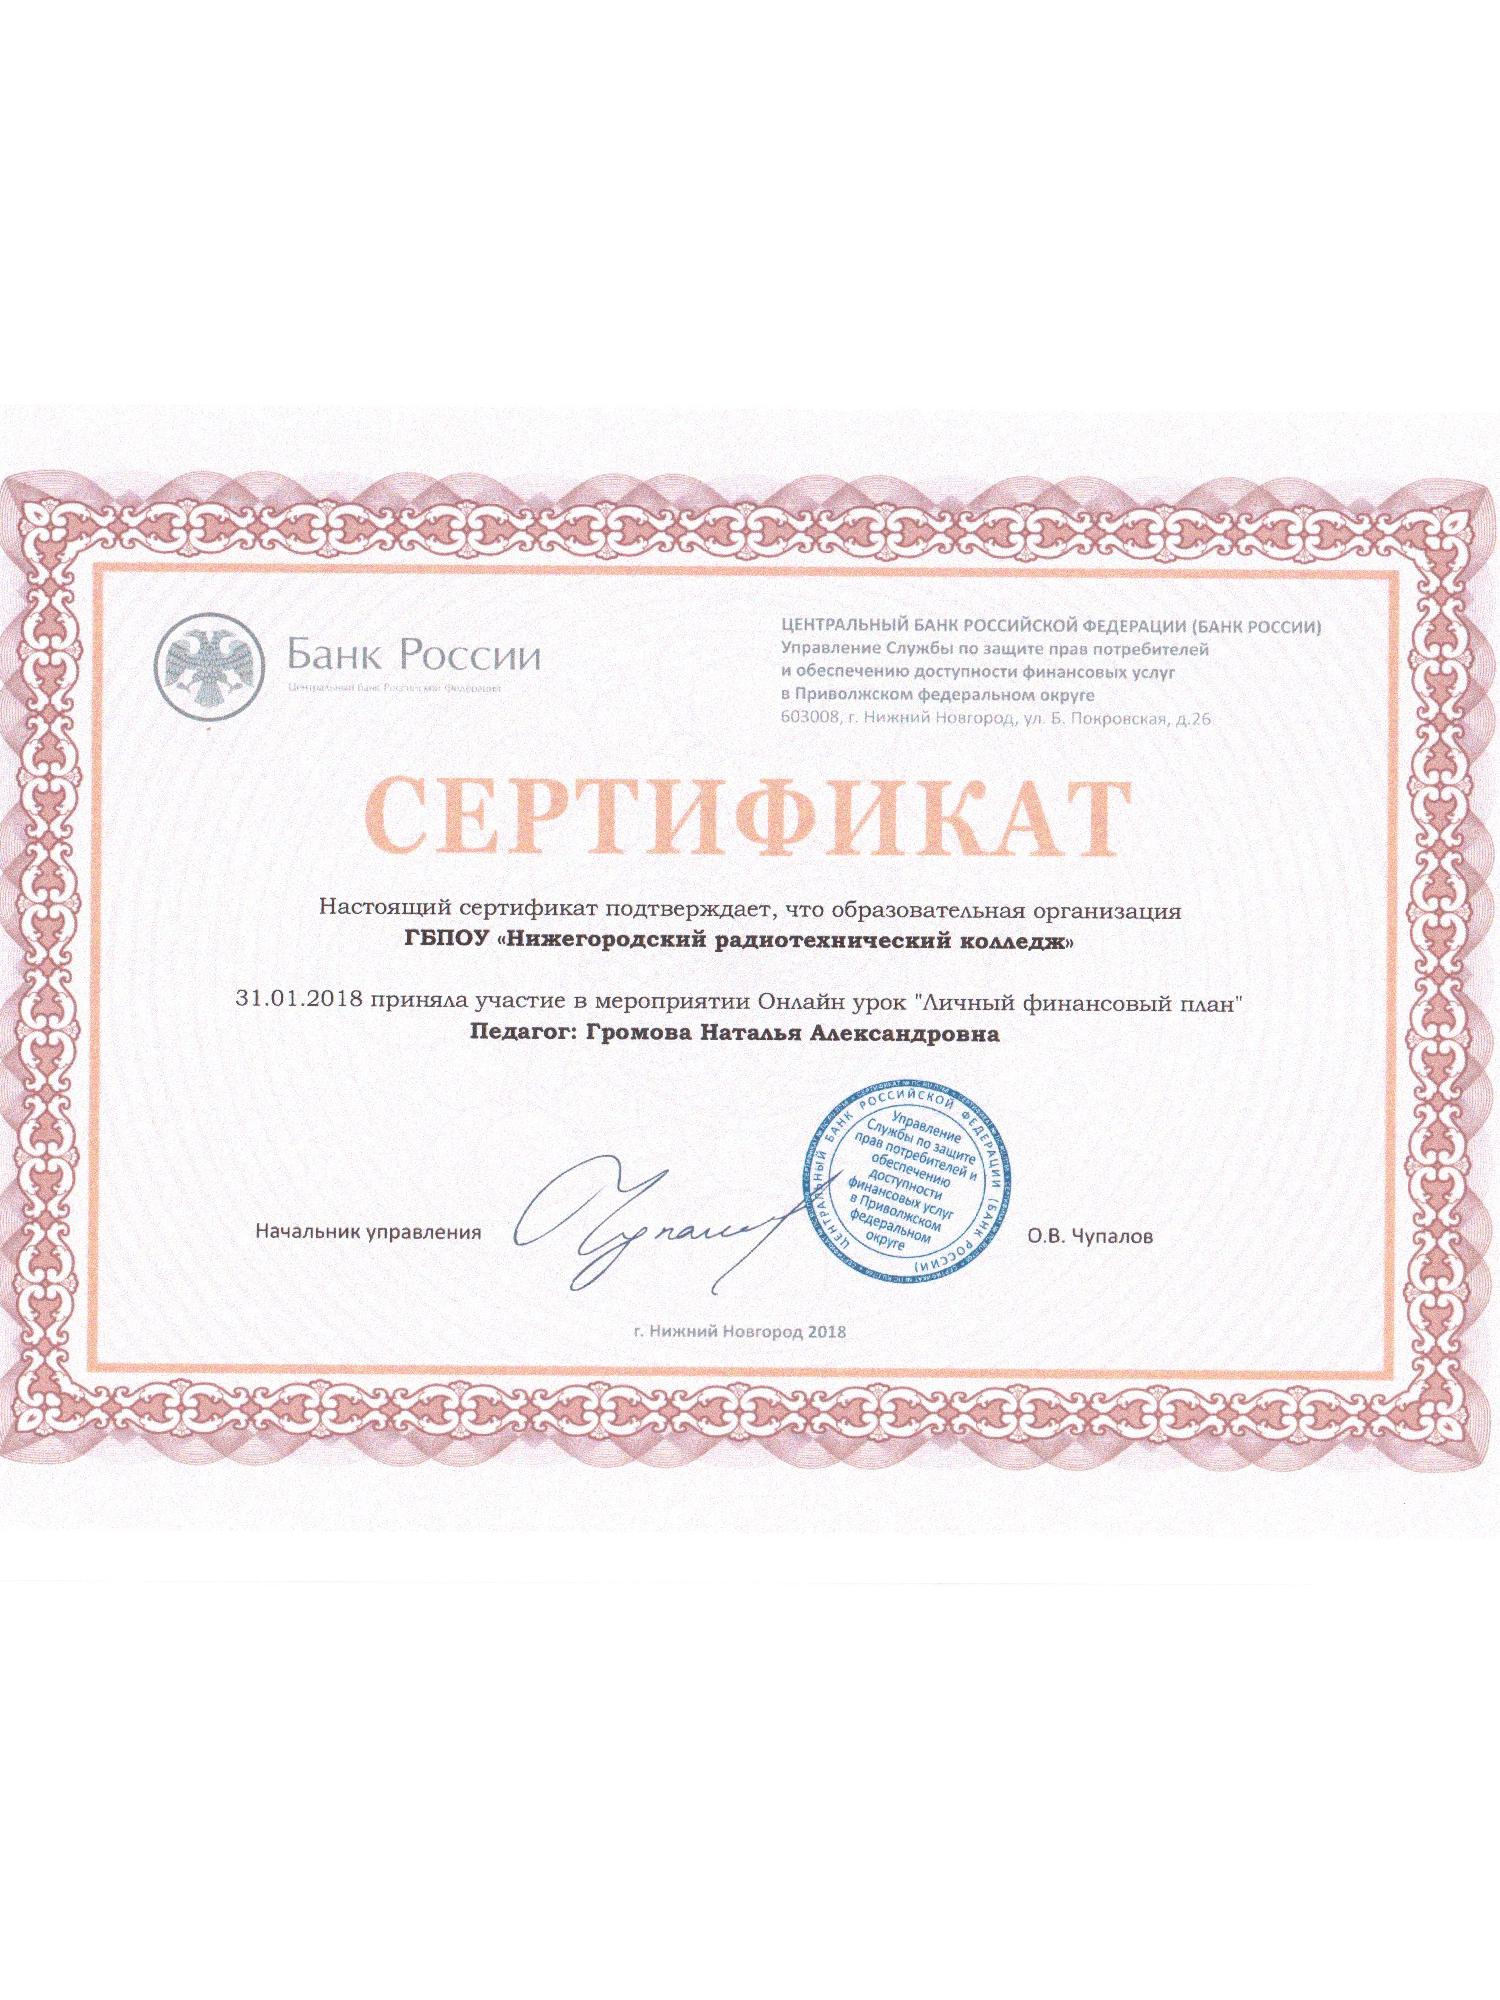 Банк России
Центральный банк Российской Федерации
ЦЕНТРАЛЬНЫЙ БАНК РОССИЙСКОЙ ФЕДЕРАЦИИ (БАНК РОССИИ)
Управление Службы по защите прав потребителей
и обеспечению доступности финансовых услуг
в Приволжском федеральном округе
603008, г. Нижний Новгород, ул. Б. Покровская, д.26
СЕРТИФИКАТ
Настоящий сертификат подтверждает, что образовательная организация
ГБПОУ «Нижегородский радиотехнический колледж»
31.01.2018 приняла участие в мероприятии Онлайн урок "Личный финансовый план"
Педагог: Громова Наталья Александровна
ЦЕНТРАЛЬНЫЙ БАНК РОССИЙСКОЙ ФЕДЕРАЦИИ (БАНК РОССИИ)
Управление
Службы по защите
прав потребителей и
обеспечению
доступности
финансовых услуг
в Приволжском
федеральном
округе
Начальник управления
О.В. Чупалов
г. Нижний Новгород 2018